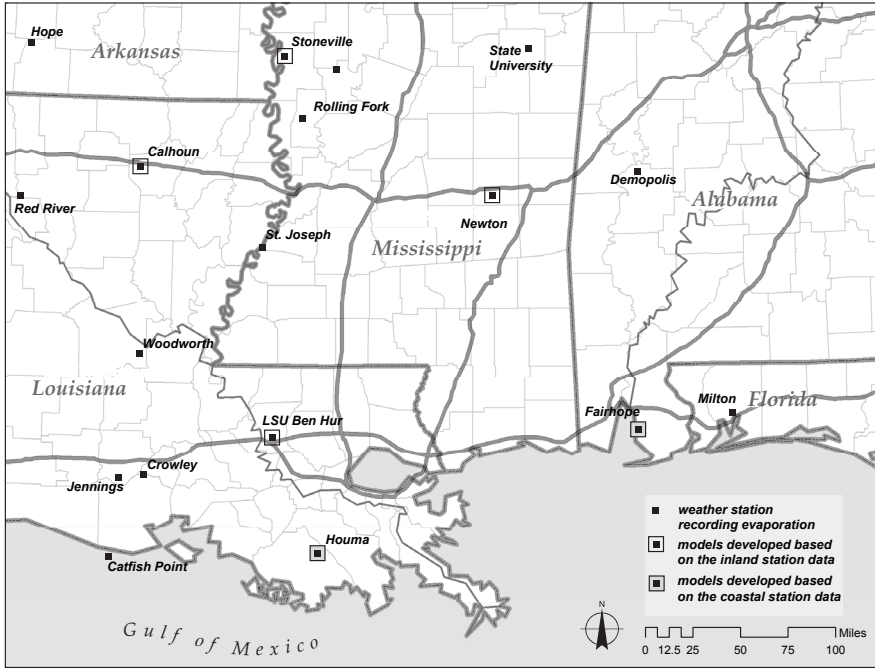 Hope
Arkansas
Stoneville
State
University
Rolling Fork
Calhoun
Demopolis
Red River
Newton
Alabama
St. Joseph
Mississippi
Woodworth
Louisiana
LSU Ben Hur
Fairhope
Milton
Florida
Crowley
Jennings
Houma
Catfish Point
Gulf of Mexico
weather station
recording evaporation
models developed based
on the inland station data
models developed based
on the coastal station data
N
Miles
0 12.5 25 50 75 100